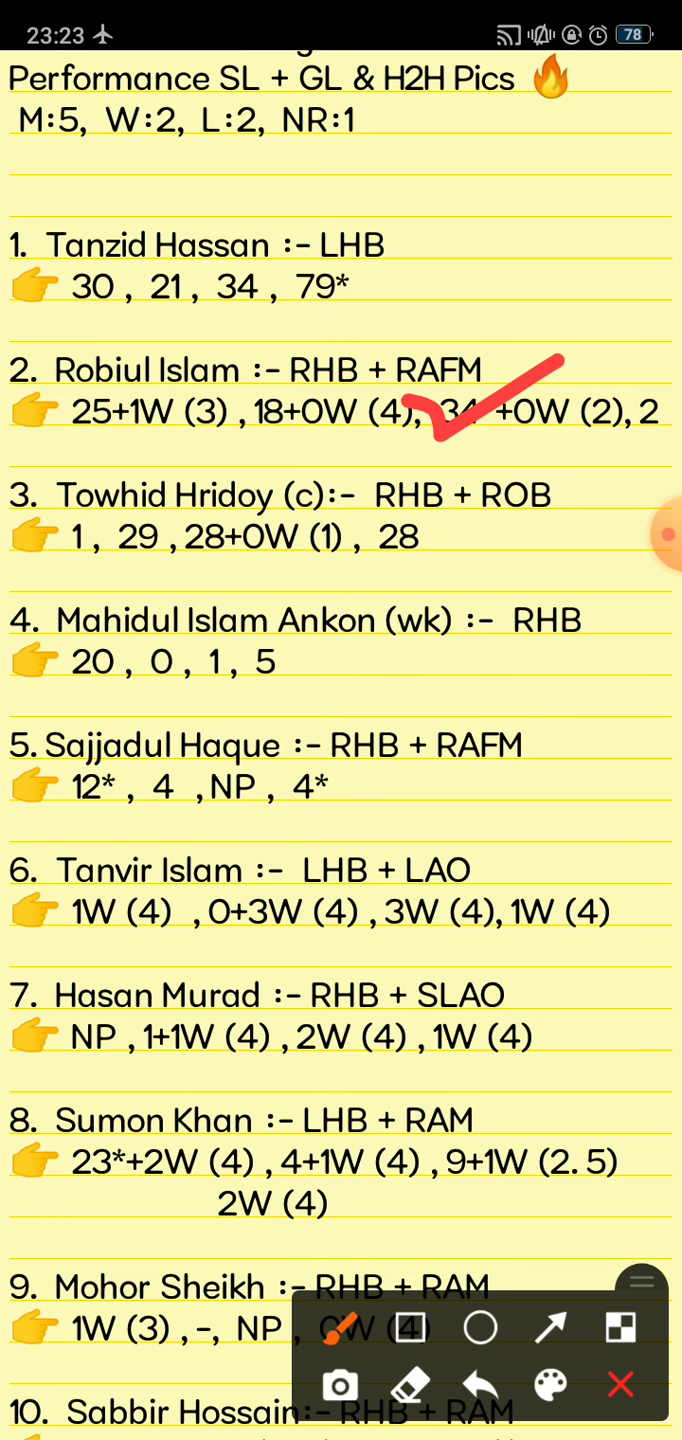 23:23
78
Performance SL + GL & H2H Pics 🔥
M:5, W:2, L:2, NR:1
1. Tanzid Hassan :- LHB
👉 30 , 21 , 34 , 79*
2. Robiul Islam :- RHB + RAFM
👉 25+1W (3) , 18+0W (4), 34 +0W (2), 2
3. Towhid Hridoy (c):- RHB + ROB
👉 1 , 29 , 28+0W (1) , 28
4. Mahidul Islam Ankon (wk) :- RHB
👉 20 , 0 , 1 , 5
5. Sajjadul Haque :- RHB + RAFM
👉 12* , 4 , NP , 4*
6. Tanvir Islam :- LHB + LAO
👉 1W (4) , 0+3W (4) , 3W (4), 1W (4)
7. Hasan Murad :- RHB + SLAO
👉 NP , 1+1W (4) , 2W (4) , 1W (4)
8. Sumon Khan :- LHB + RAM
👉 23*+2W (4) , 4+1W (4) , 9+1W (2.5)
2W (4)
9. Mohor Sheikh :- RHB + RAM
👉 1W (3) , -, NP , 0W (4)
10. Sabbir Hossain:- RHB + RAM